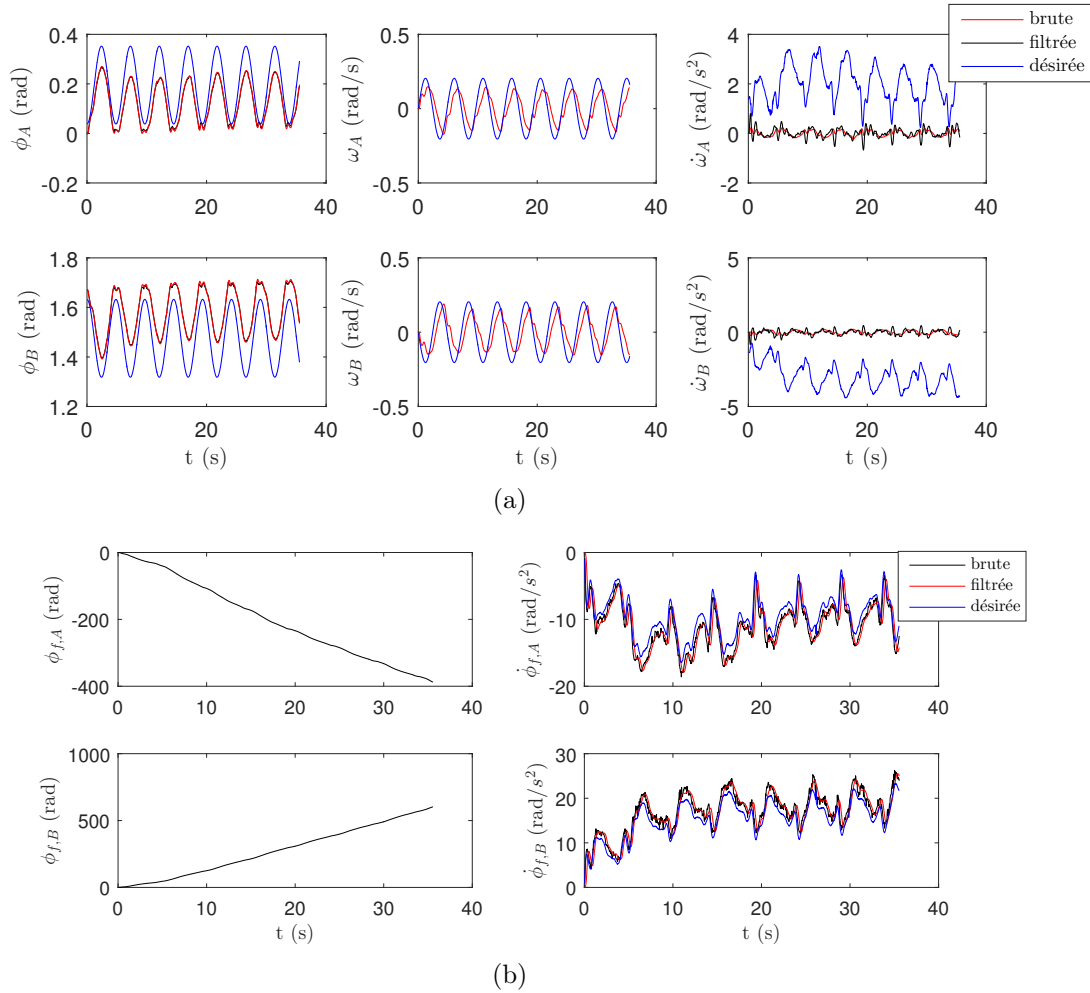 brute
filtrée
désirée
ϕ_A (rad)
0.4
0.2
0
-0.2
0 20 40
ω_A (rad/s)
0.5
0
-0.5
0 20 40
ω̇_A (rad/s²)
4
2
0
-2
0 20 40
ϕ_B (rad)
1.8
1.6
1.4
1.2
0 20 40
t (s)
ω_B (rad/s)
0.5
0
-0.5
0 20 40
t (s)
ω̇_B (rad/s²)
5
0
-5
0 20 40
t (s)
(a)
ϕ_{f,A} (rad)
0
-200
-400
0 10 20 30 40
ϕ̇_{f,A} (rad/s²)
0
-10
-20
0 10 20 30 40
brute
filtrée
désirée
ϕ_{f,B} (rad)
1000
500
0
0 10 20 30 40
t (s)
ϕ̇_{f,B} (rad/s²)
30
20
10
0
0 10 20 30 40
t (s)
(b)